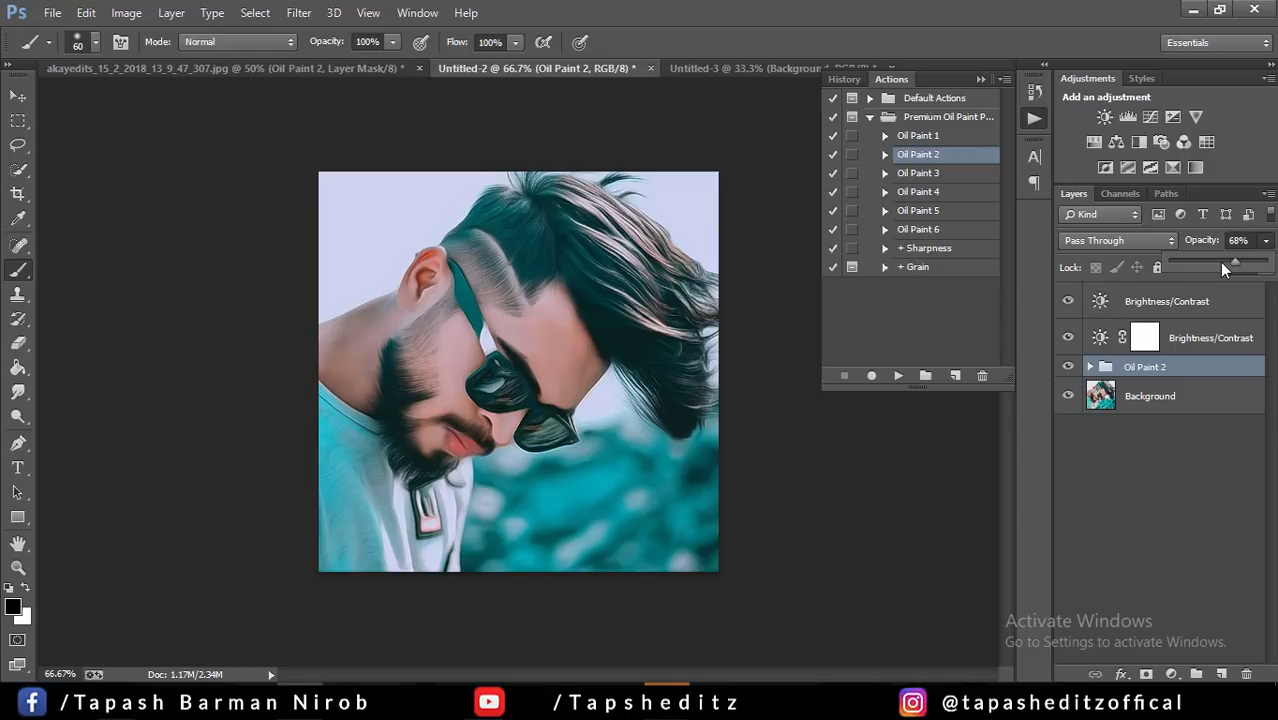 Ps File Edit Image Layer Type Select Filter 3D View Window Help
60 Mode: Normal Opacity: 100% Flow: 100% Essentials
akayedits_15_2_2018_13_9_47_307.jpg @ 50% (Oil Paint 2, Layer Mask/8) * × Untitled-2 @ 66.7% (Oil Paint 2, RGB/8) * × Untitled-3 @ 33.3% (Background, RGB/8)
History Actions
Default Actions
Premium Oil Paint P...
Oil Paint 1
Oil Paint 2
Oil Paint 3
Oil Paint 4
Oil Paint 5
Oil Paint 6
+ Sharpness
+ Grain
Adjustments Styles
Add an adjustment
Layers Channels Paths
Kind
Pass Through Opacity: 68%
Lock:
Brightness/Contrast
Brightness/Contrast
Oil Paint 2
Background
Activate Windows
Go to Settings to activate Windows.
66.67% Doc: 1.17M/2.34M
/Tapash Barman Nirob /Tapsheditz @tapasheditzoffical